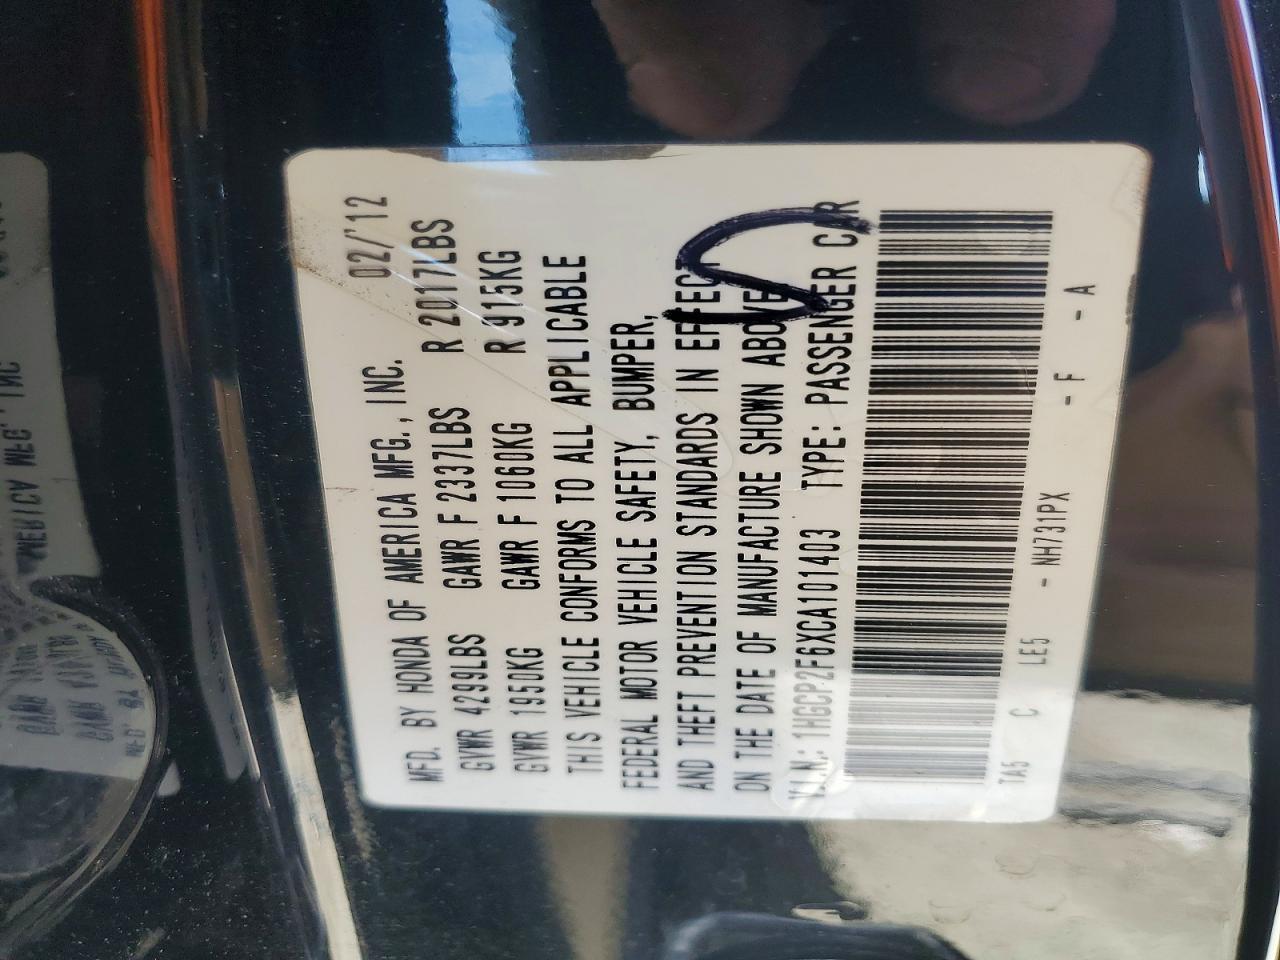 MFD. BY HONDA OF AMERICA MFG., INC. 02/'12
GVWR 4299LBS GAWR F 2337LBS R 2017LBS
GVWR 1950KG GAWR F 1060KG R 915KG
THIS VEHICLE CONFORMS TO ALL APPLICABLE
FEDERAL MOTOR VEHICLE SAFETY, BUMPER,
AND THEFT PREVENTION STANDARDS IN EFFECT
ON THE DATE OF MANUFACTURE SHOWN ABOVE.
V.I.N.: 1HGCP2F6XCA101403 TYPE: PASSENGER CAR
TA5 C LE5 - NH731PX - F - A